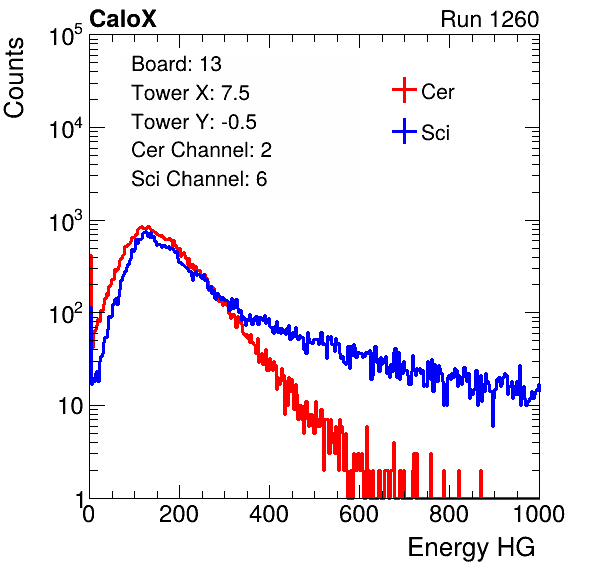 CaloX Run 1260
Counts
Board: 13
Tower X: 7.5
Tower Y: -0.5
Cer Channel: 2
Sci Channel: 6
Cer
Sci
10^5
10^4
10^3
10^2
10
1
0 200 400 600 800 1000
Energy HG